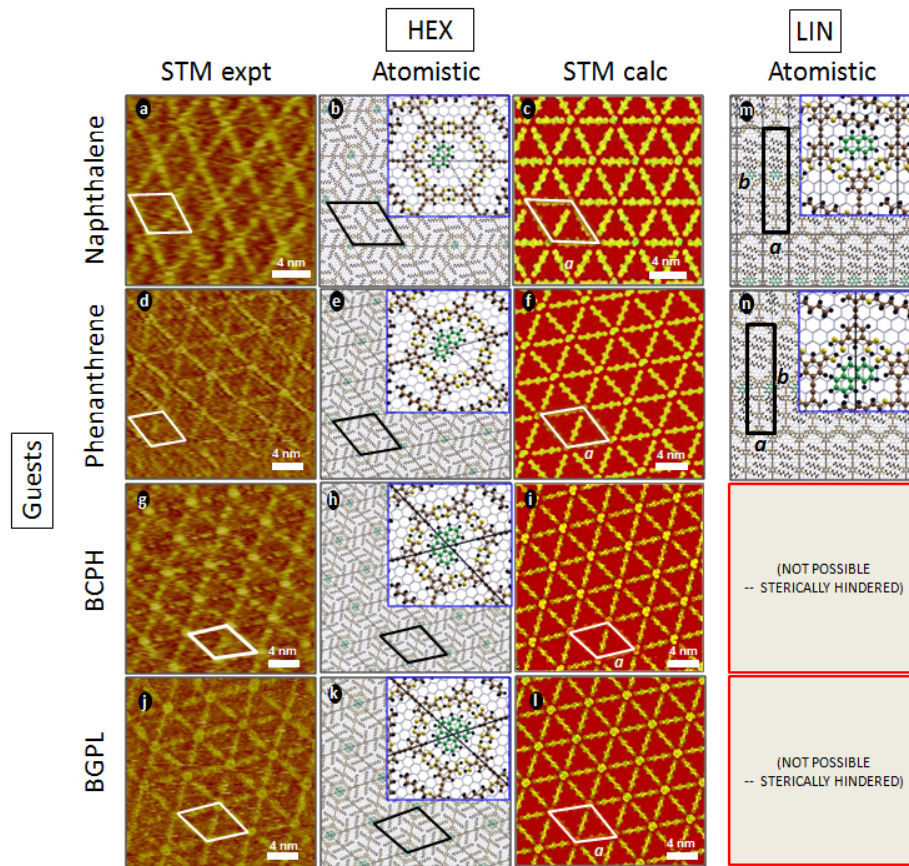 HEX
LIN
STM expt
Atomistic
STM calc
Atomistic
Guests
Naphthalene
a
4 nm
b
c
a
4 nm
m
b
a
Phenanthrene
d
4 nm
e
f
a
4 nm
n
b
a
BCPH
g
4 nm
h
i
a
4 nm
(NOT POSSIBLE
-- STERICALLY HINDERED)
BGPL
j
4 nm
k
l
a
4 nm
(NOT POSSIBLE
-- STERICALLY HINDERED)